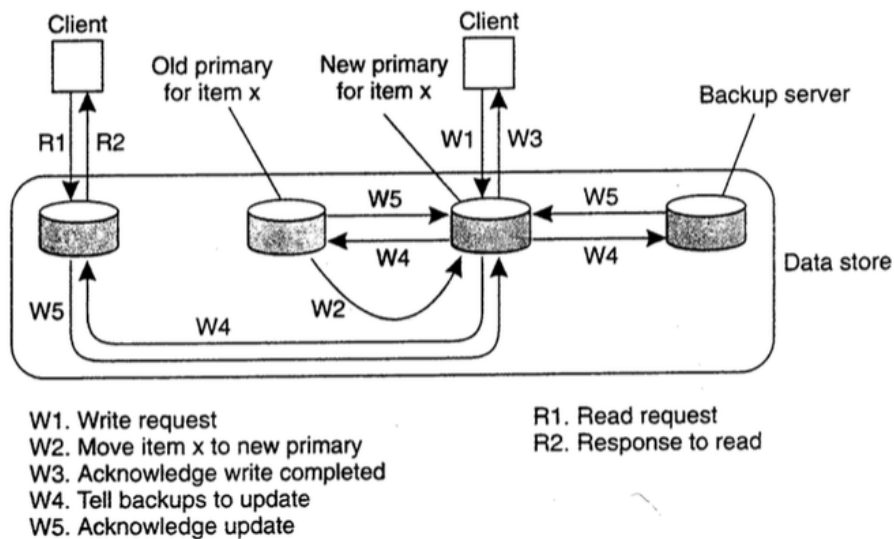 Client
Client
Old primary
for item x
New primary
for item x
Backup server
R1
R2
W1
W3
W5
W5
W4
W4
Data store
W5
W4
W2
W1. Write request
W2. Move item x to new primary
W3. Acknowledge write completed
W4. Tell backups to update
W5. Acknowledge update
R1. Read request
R2. Response to read